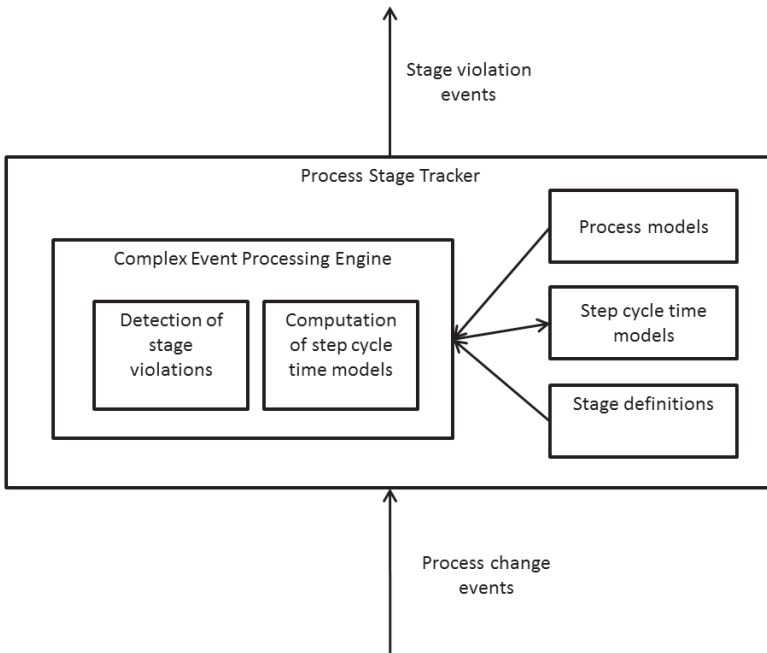 Stage violation
events
Process Stage Tracker
Process models
Complex Event Processing Engine
Detection of
stage
violations
Computation
of step cycle
time models
Step cycle time
models
Stage definitions
Process change
events